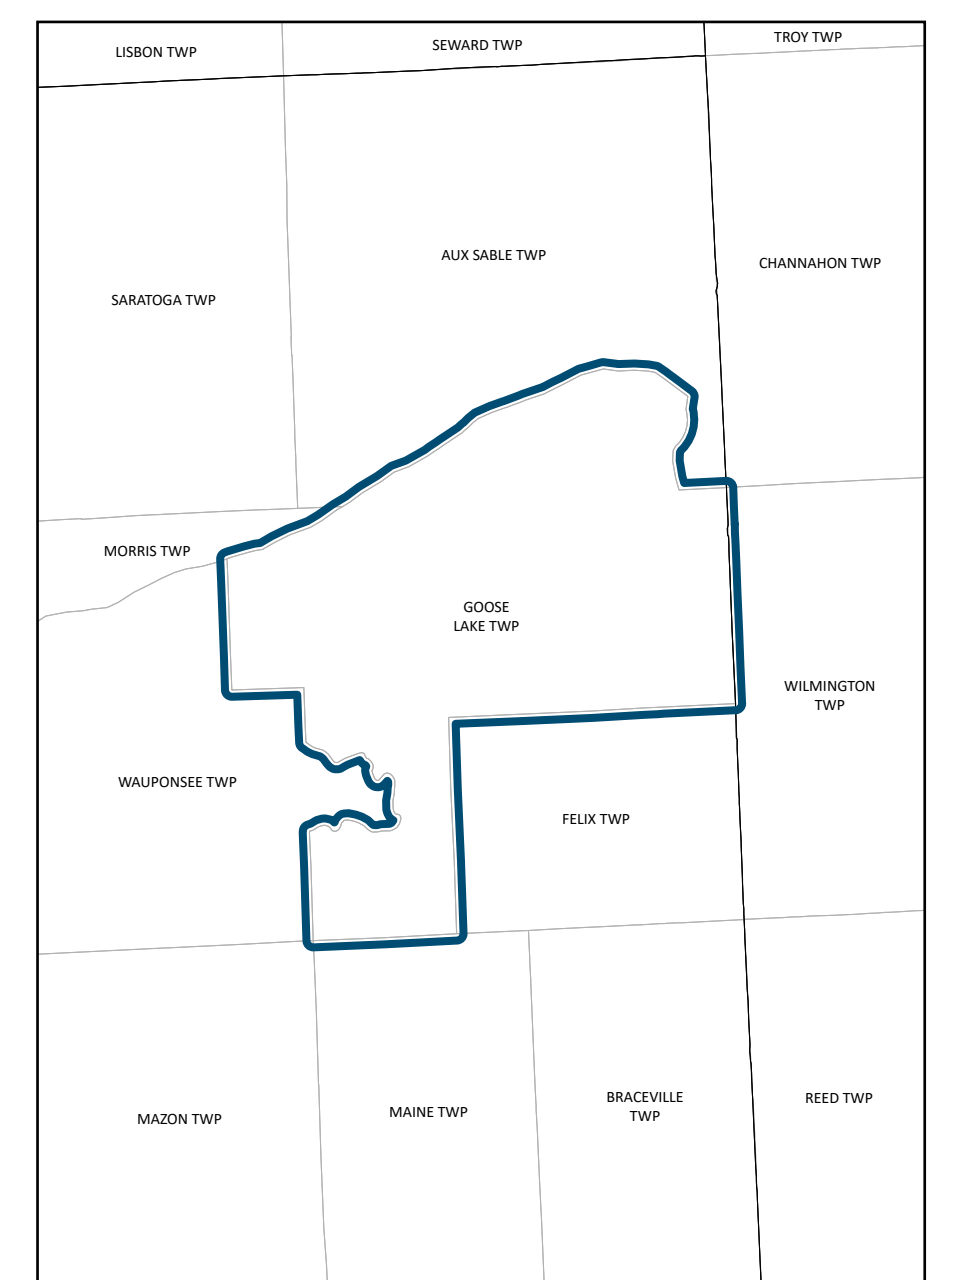 LISBON TWP
SEWARD TWP
TROY TWP
AUX SABLE TWP
CHANNAHON TWP
SARATOGA TWP
MORRIS TWP
GOOSE
LAKE TWP
WILMINGTON
TWP
WAUPONSEE TWP
FELIX TWP
MAZON TWP
MAINE TWP
BRACEVILLE
TWP
REED TWP